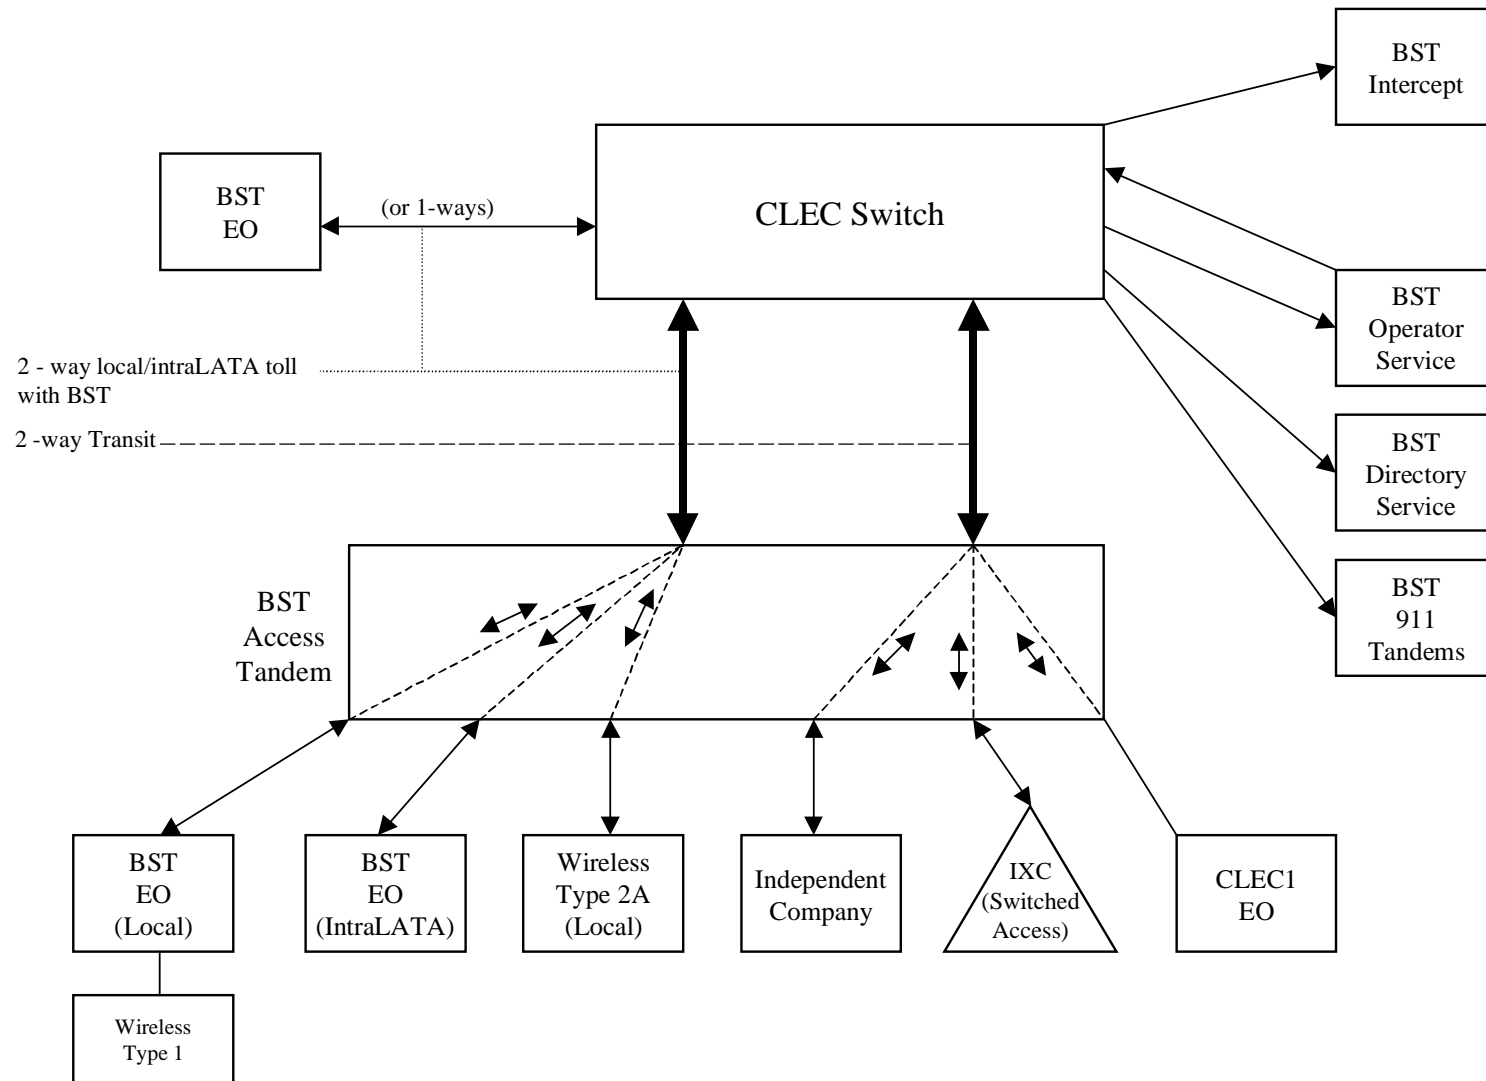 BST
Intercept
BST
EO
(or 1-ways)
CLEC Switch
BST
Operator
Service
2 - way local/intraLATA toll
with BST
2 -way Transit
BST
Directory
Service
BST
911
Tandems
BST
Access
Tandem
BST
EO
(Local)
BST
EO
(IntraLATA)
Wireless
Type 2A
(Local)
Independent
Company
IXC
(Switched
Access)
CLEC1
EO
Wireless
Type 1